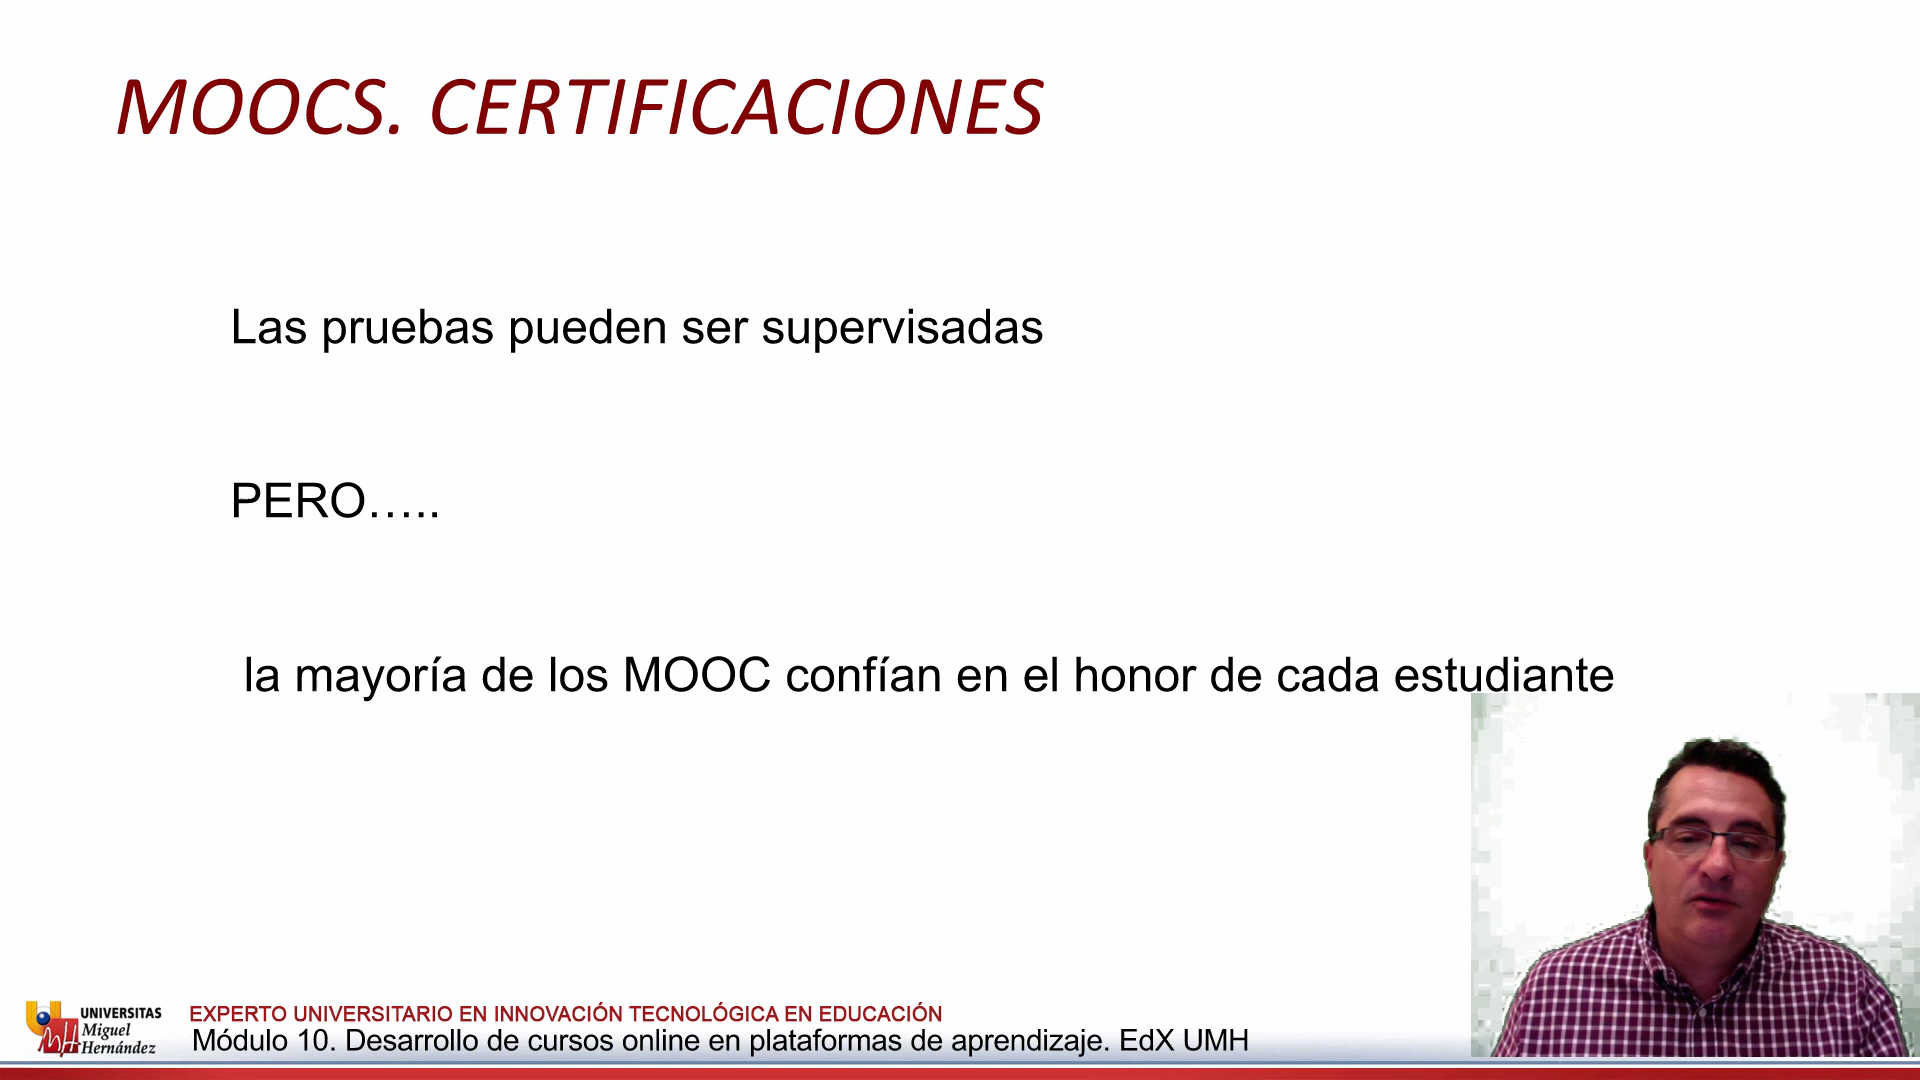 MOOCS. CERTIFICACIONES
Las pruebas pueden ser supervisadas
PERO…..
la mayoría de los MOOC confían en el honor de cada estudiante
UNIVERSITAS
Miguel
Hernández
EXPERTO UNIVERSITARIO EN INNOVACIÓN TECNOLÓGICA EN EDUCACIÓN
Módulo 10. Desarrollo de cursos online en plataformas de aprendizaje. EdX UMH